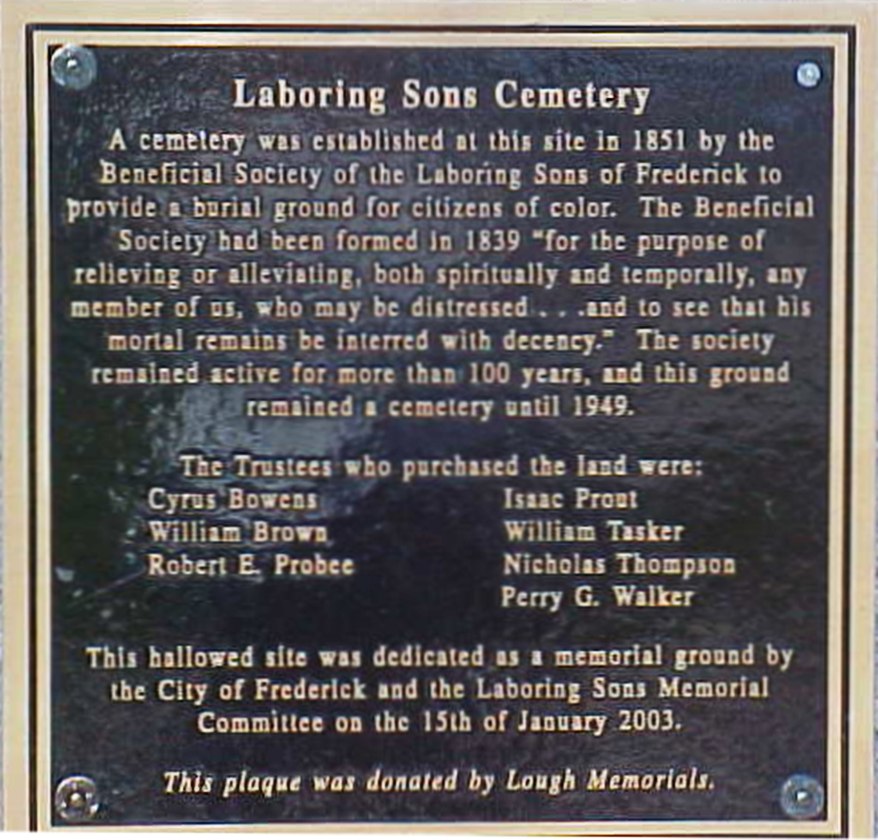 Laboring Sons Cemetery
A cemetery was established at this site in 1851 by the
Beneficial Society of the Laboring Sons of Frederick to
provide a burial ground for citizens of color. The Beneficial
Society had been formed in 1839 "for the purpose of
relieving or alleviating, both spiritually and temporally, any
member of us, who may be distressed . . .and to see that his
mortal remains be interred with decency." The society
remained active for more than 100 years, and this ground
remained a cemetery until 1949.
The Trustees who purchased the land were:
Cyrus Bowens
William Brown
Robert E. Probee
Isaac Prout
William Tasker
Nicholas Thompson
Perry G. Walker
This hallowed site was dedicated as a memorial ground by
the City of Frederick and the Laboring Sons Memorial
Committee on the 15th of January 2003.
This plaque was donated by Lough Memorials.